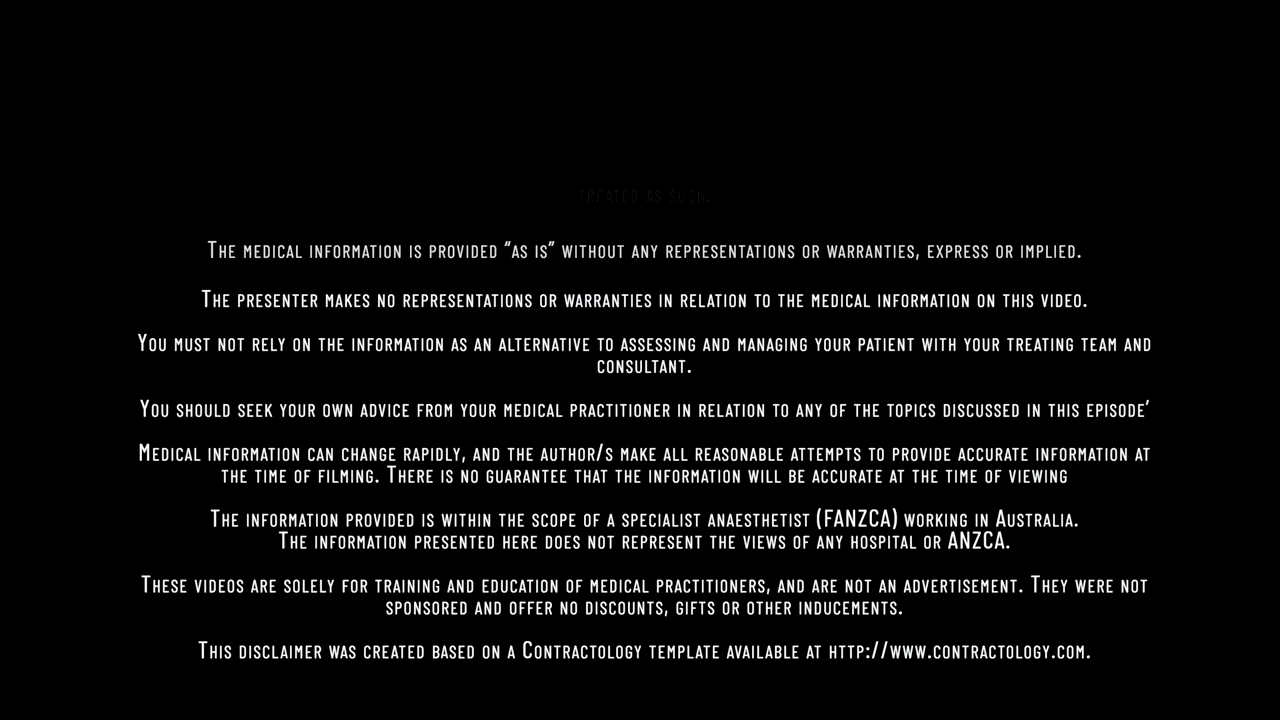 TREATED AS SUCH.
The medical information is provided “as is” without any representations or warranties, express or implied.
The presenter makes no representations or warranties in relation to the medical information on this video.
You must not rely on the information as an alternative to assessing and managing your patient with your treating team and
consultant.
You should seek your own advice from your medical practitioner in relation to any of the topics discussed in this episode’
Medical information can change rapidly, and the author/s make all reasonable attempts to provide accurate information at
the time of filming. There is no guarantee that the information will be accurate at the time of viewing
The information provided is within the scope of a specialist anaesthetist (FANZCA) working in Australia.
The information presented here does not represent the views of any hospital or ANZCA.
These videos are solely for training and education of medical practitioners, and are not an advertisement. They were not
sponsored and offer no discounts, gifts or other inducements.
This disclaimer was created based on a Contractology template available at http://www.contractology.com.